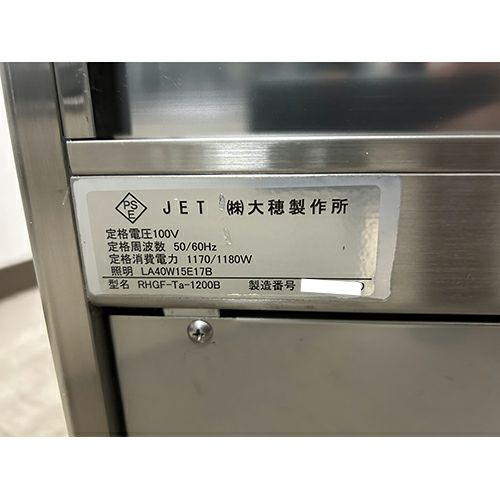 PS
E
JET ㈱大穂製作所
定格電圧100V
定格周波数 50/60Hz
定格消費電力 1170/1180W
照明 LA40W15E17B
型名 RHGF-Ta-1200B 製造番号